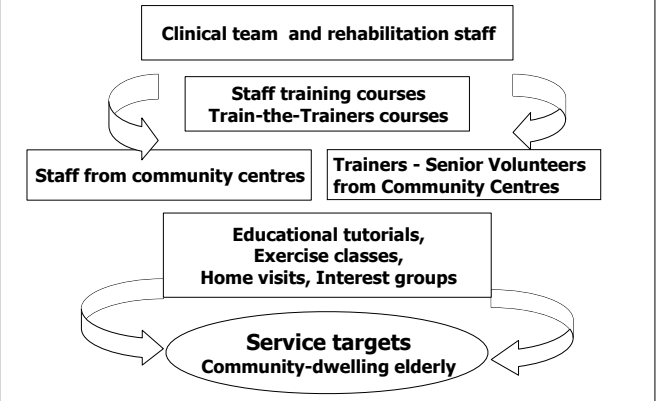 Clinical team and rehabilitation staff
Staff training courses
Train-the-Trainers courses
Staff from community centres
Trainers - Senior Volunteers
from Community Centres
Educational tutorials,
Exercise classes,
Home visits, Interest groups
Service targets
Community-dwelling elderly